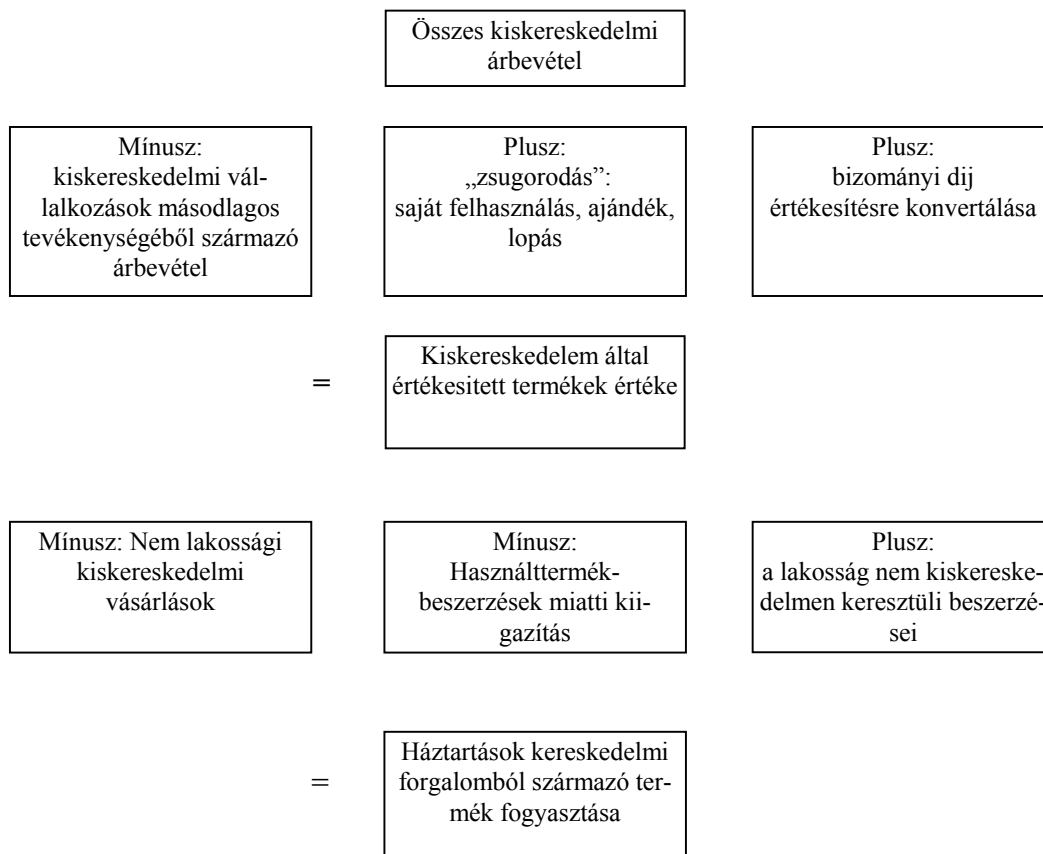 Összes kiskereskedelmi
árbevétel
Mínusz:
kiskereskedelmi vál-
lalkozások másodlagos
tevékenységéből származó
árbevétel
Plusz:
„zsugorodás”:
saját felhasználás, ajándék,
lopás
Plusz:
bizományi dij
értékesítésre konvertálása
=
Kiskereskedelem által
értékesitett termékek értéke
Mínusz: Nem lakossági
kiskereskedelmi
vásárlások
Mínusz:
Használttermék-
beszerzések miatti kii-
gazítás
Plusz:
a lakosság nem kiskereske-
delmen keresztüli beszerzé-
sei
=
Háztartások kereskedelmi
forgalomból származó ter-
mék fogyasztása